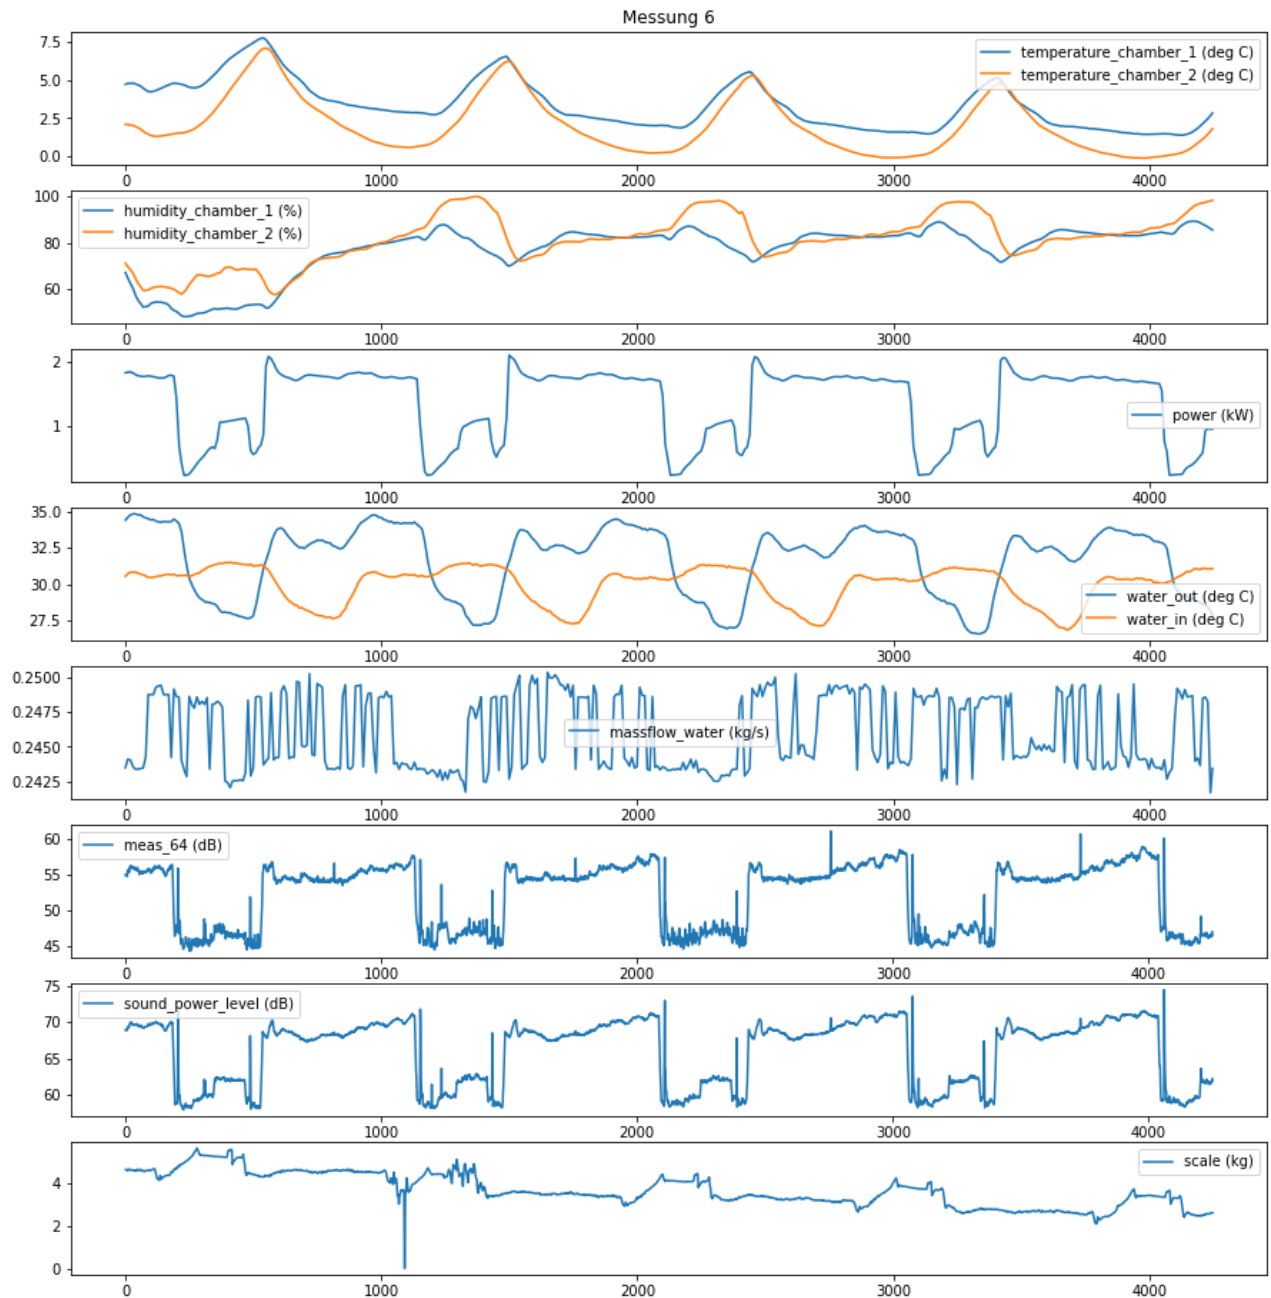 Messung 6
7.5
5.0
2.5
0.0
temperature_chamber_1 (deg C)
temperature_chamber_2 (deg C)
0 1000 2000 3000 4000
100
80
60
humidity_chamber_1 (%)
humidity_chamber_2 (%)
0 1000 2000 3000 4000
2
1
power (kW)
0 1000 2000 3000 4000
35.0
32.5
30.0
27.5
water_out (deg C)
water_in (deg C)
0 1000 2000 3000 4000
0.2500
0.2475
0.2450
0.2425
massflow_water (kg/s)
0 1000 2000 3000 4000
60
55
50
45
meas_64 (dB)
0 1000 2000 3000 4000
75
70
65
60
sound_power_level (dB)
0 1000 2000 3000 4000
4
2
0
scale (kg)
0 1000 2000 3000 4000